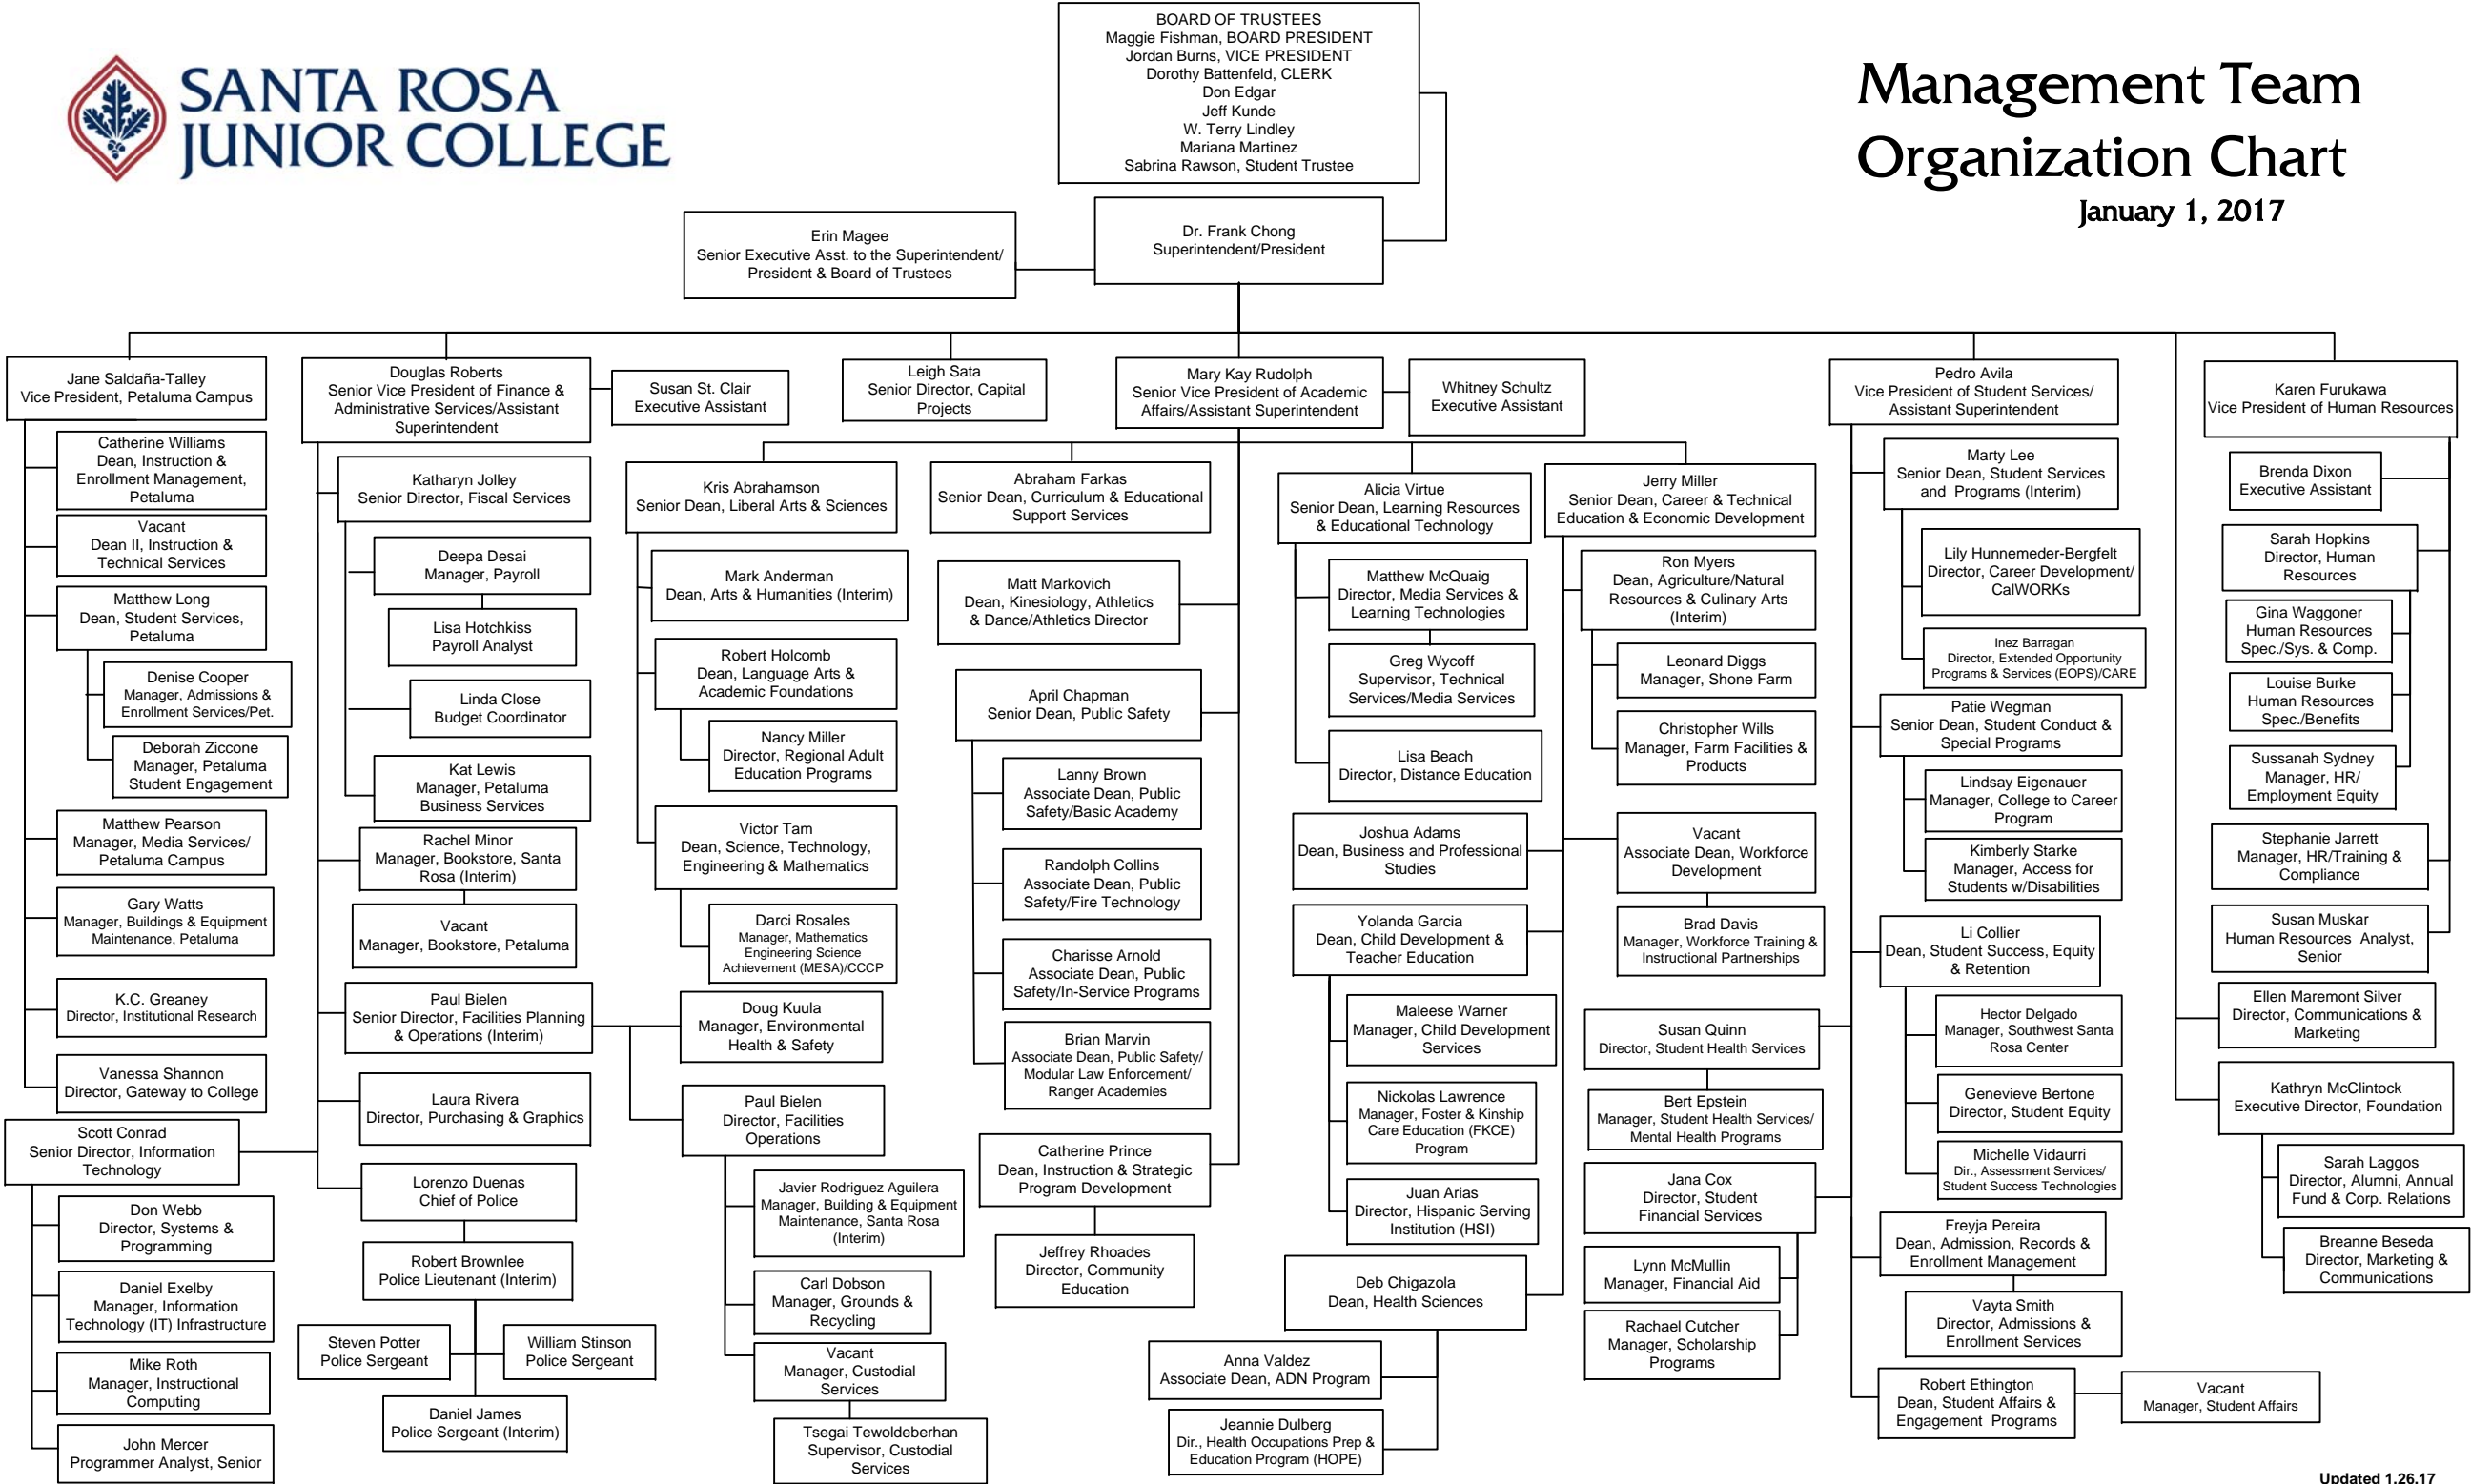 BOARD OF TRUSTEES
Maggie Fishman, BOARD PRESIDENT
Jordan Burns, VICE PRESIDENT
Dorothy Battenfeld, CLERK
Don Edgar
Jeff Kunde
W. Terry Lindley
Mariana Martinez
Sabrina Rawson, Student Trustee
SANTA ROSA
JUNIOR COLLEGE
Management Team
Organization Chart
January 1, 2017
Erin Magee
Senior Executive Asst. to the Superintendent/
President & Board of Trustees
Dr. Frank Chong
Superintendent/President
Jane Saldaña-Talley
Vice President, Petaluma Campus
Catherine Williams
Dean, Instruction &
Enrollment Management,
Petaluma
Vacant
Dean II, Instruction &
Technical Services
Matthew Long
Dean, Student Services,
Petaluma
Denise Cooper
Manager, Admissions &
Enrollment Services/Pet.
Deborah Ziccone
Manager, Petaluma
Student Engagement
Matthew Pearson
Manager, Media Services/
Petaluma Campus
Gary Watts
Manager, Buildings & Equipment
Maintenance, Petaluma
K.C. Greaney
Director, Institutional Research
Vanessa Shannon
Director, Gateway to College
Scott Conrad
Senior Director, Information
Technology
Don Webb
Director, Systems &
Programming
Daniel Exelby
Manager, Information
Technology (IT) Infrastructure
Mike Roth
Manager, Instructional
Computing
John Mercer
Programmer Analyst, Senior
Douglas Roberts
Senior Vice President of Finance &
Administrative Services/Assistant
Superintendent
Susan St. Clair
Executive Assistant
Katharyn Jolley
Senior Director, Fiscal Services
Deepa Desai
Manager, Payroll
Lisa Hotchkiss
Payroll Analyst
Linda Close
Budget Coordinator
Kat Lewis
Manager, Petaluma
Business Services
Rachel Minor
Manager, Bookstore, Santa
Rosa (Interim)
Vacant
Manager, Bookstore, Petaluma
Paul Bielen
Senior Director, Facilities Planning
& Operations (Interim)
Laura Rivera
Director, Purchasing & Graphics
Lorenzo Duenas
Chief of Police
Robert Brownlee
Police Lieutenant (Interim)
Steven Potter
Police Sergeant
William Stinson
Police Sergeant
Daniel James
Police Sergeant (Interim)
Doug Kuula
Manager, Environmental
Health & Safety
Paul Bielen
Director, Facilities
Operations
Javier Rodriguez Aguilera
Manager, Building & Equipment
Maintenance, Santa Rosa
(Interim)
Carl Dobson
Manager, Grounds &
Recycling
Vacant
Manager, Custodial
Services
Tsegai Tewoldeberhan
Supervisor, Custodial
Services
Leigh Sata
Senior Director, Capital
Projects
Mary Kay Rudolph
Senior Vice President of Academic
Affairs/Assistant Superintendent
Whitney Schultz
Executive Assistant
Kris Abrahamson
Senior Dean, Liberal Arts & Sciences
Mark Anderman
Dean, Arts & Humanities (Interim)
Robert Holcomb
Dean, Language Arts &
Academic Foundations
Nancy Miller
Director, Regional Adult
Education Programs
Victor Tam
Dean, Science, Technology,
Engineering & Mathematics
Darci Rosales
Manager, Mathematics
Engineering Science
Achievement (MESA)/CCCP
Abraham Farkas
Senior Dean, Curriculum & Educational
Support Services
Matt Markovich
Dean, Kinesiology, Athletics
& Dance/Athletics Director
April Chapman
Senior Dean, Public Safety
Lanny Brown
Associate Dean, Public
Safety/Basic Academy
Randolph Collins
Associate Dean, Public
Safety/Fire Technology
Charisse Arnold
Associate Dean, Public
Safety/In-Service Programs
Brian Marvin
Associate Dean, Public Safety/
Modular Law Enforcement/
Ranger Academies
Catherine Prince
Dean, Instruction & Strategic
Program Development
Jeffrey Rhoades
Director, Community
Education
Alicia Virtue
Senior Dean, Learning Resources
& Educational Technology
Matthew McQuaig
Director, Media Services &
Learning Technologies
Greg Wycoff
Supervisor, Technical
Services/Media Services
Lisa Beach
Director, Distance Education
Jerry Miller
Senior Dean, Career & Technical
Education & Economic Development
Ron Myers
Dean, Agriculture/Natural
Resources & Culinary Arts
(Interim)
Leonard Diggs
Manager, Shone Farm
Christopher Wills
Manager, Farm Facilities &
Products
Joshua Adams
Dean, Business and Professional
Studies
Vacant
Associate Dean, Workforce
Development
Brad Davis
Manager, Workforce Training &
Instructional Partnerships
Yolanda Garcia
Dean, Child Development &
Teacher Education
Maleese Warner
Manager, Child Development
Services
Nickolas Lawrence
Manager, Foster & Kinship
Care Education (FKCE)
Program
Juan Arias
Director, Hispanic Serving
Institution (HSI)
Deb Chigazola
Dean, Health Sciences
Anna Valdez
Associate Dean, ADN Program
Jeannie Dulberg
Dir., Health Occupations Prep &
Education Program (HOPE)
Pedro Avila
Vice President of Student Services/
Assistant Superintendent
Marty Lee
Senior Dean, Student Services
and Programs (Interim)
Lily Hunnemeder-Bergfelt
Director, Career Development/
CalWORKs
Inez Barragan
Director, Extended Opportunity
Programs & Services (EOPS)/CARE
Patie Wegman
Senior Dean, Student Conduct &
Special Programs
Lindsay Eigenauer
Manager, College to Career
Program
Kimberly Starke
Manager, Access for
Students w/Disabilities
Li Collier
Dean, Student Success, Equity
& Retention
Hector Delgado
Manager, Southwest Santa
Rosa Center
Genevieve Bertone
Director, Student Equity
Michelle Vidaurri
Dir., Assessment Services/
Student Success Technologies
Susan Quinn
Director, Student Health Services
Bert Epstein
Manager, Student Health Services/
Mental Health Programs
Jana Cox
Director, Student
Financial Services
Lynn McMullin
Manager, Financial Aid
Rachael Cutcher
Manager, Scholarship
Programs
Freyja Pereira
Dean, Admission, Records &
Enrollment Management
Vayta Smith
Director, Admissions &
Enrollment Services
Robert Ethington
Dean, Student Affairs &
Engagement Programs
Vacant
Manager, Student Affairs
Karen Furukawa
Vice President of Human Resources
Brenda Dixon
Executive Assistant
Sarah Hopkins
Director, Human
Resources
Gina Waggoner
Human Resources
Spec./Sys. & Comp.
Louise Burke
Human Resources
Spec./Benefits
Sussanah Sydney
Manager, HR/
Employment Equity
Stephanie Jarrett
Manager, HR/Training &
Compliance
Susan Muskar
Human Resources Analyst,
Senior
Ellen Maremont Silver
Director, Communications &
Marketing
Kathryn McClintock
Executive Director, Foundation
Sarah Laggos
Director, Alumni, Annual
Fund & Corp. Relations
Breanne Beseda
Director, Marketing &
Communications
Updated 1.26.17